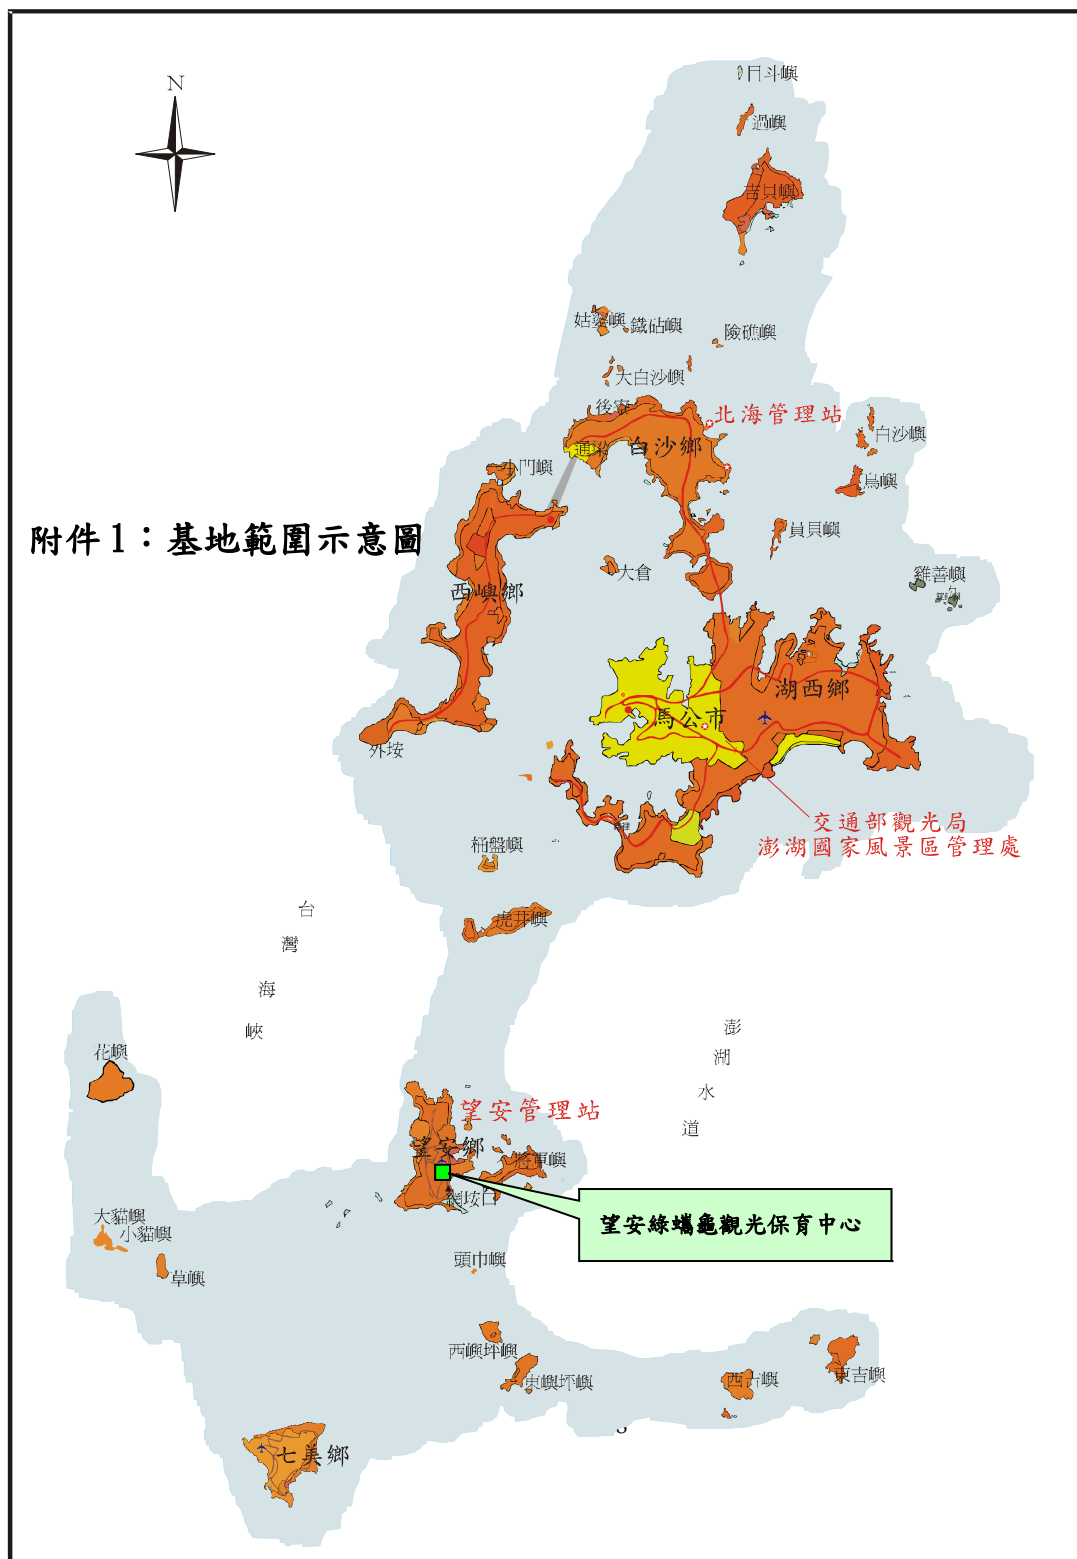 N
目斗嶼
過嶼
吉貝嶼
姑婆嶼
鐵砧嶼
險礁嶼
大白沙嶼
後寮
北海管理站
白沙嶼
通梁
白沙鄉
小門嶼
鳥嶼
員貝嶼
附件1：基地範圍示意圖
大倉
雞善嶼
西嶼鄉
湖西鄉
馬公市
外垵
交通部觀光局
澎湖國家風景區管理處
桶盤嶼
虎井嶼
台
灣
海
峽
澎
湖
水
道
花嶼
望安管理站
望安鄉
將軍嶼
網垵口
望安綠蠵龜觀光保育中心
大貓嶼
小貓嶼
草嶼
頭巾嶼
西嶼坪嶼
東嶼坪嶼
西吉嶼
東吉嶼
七美鄉